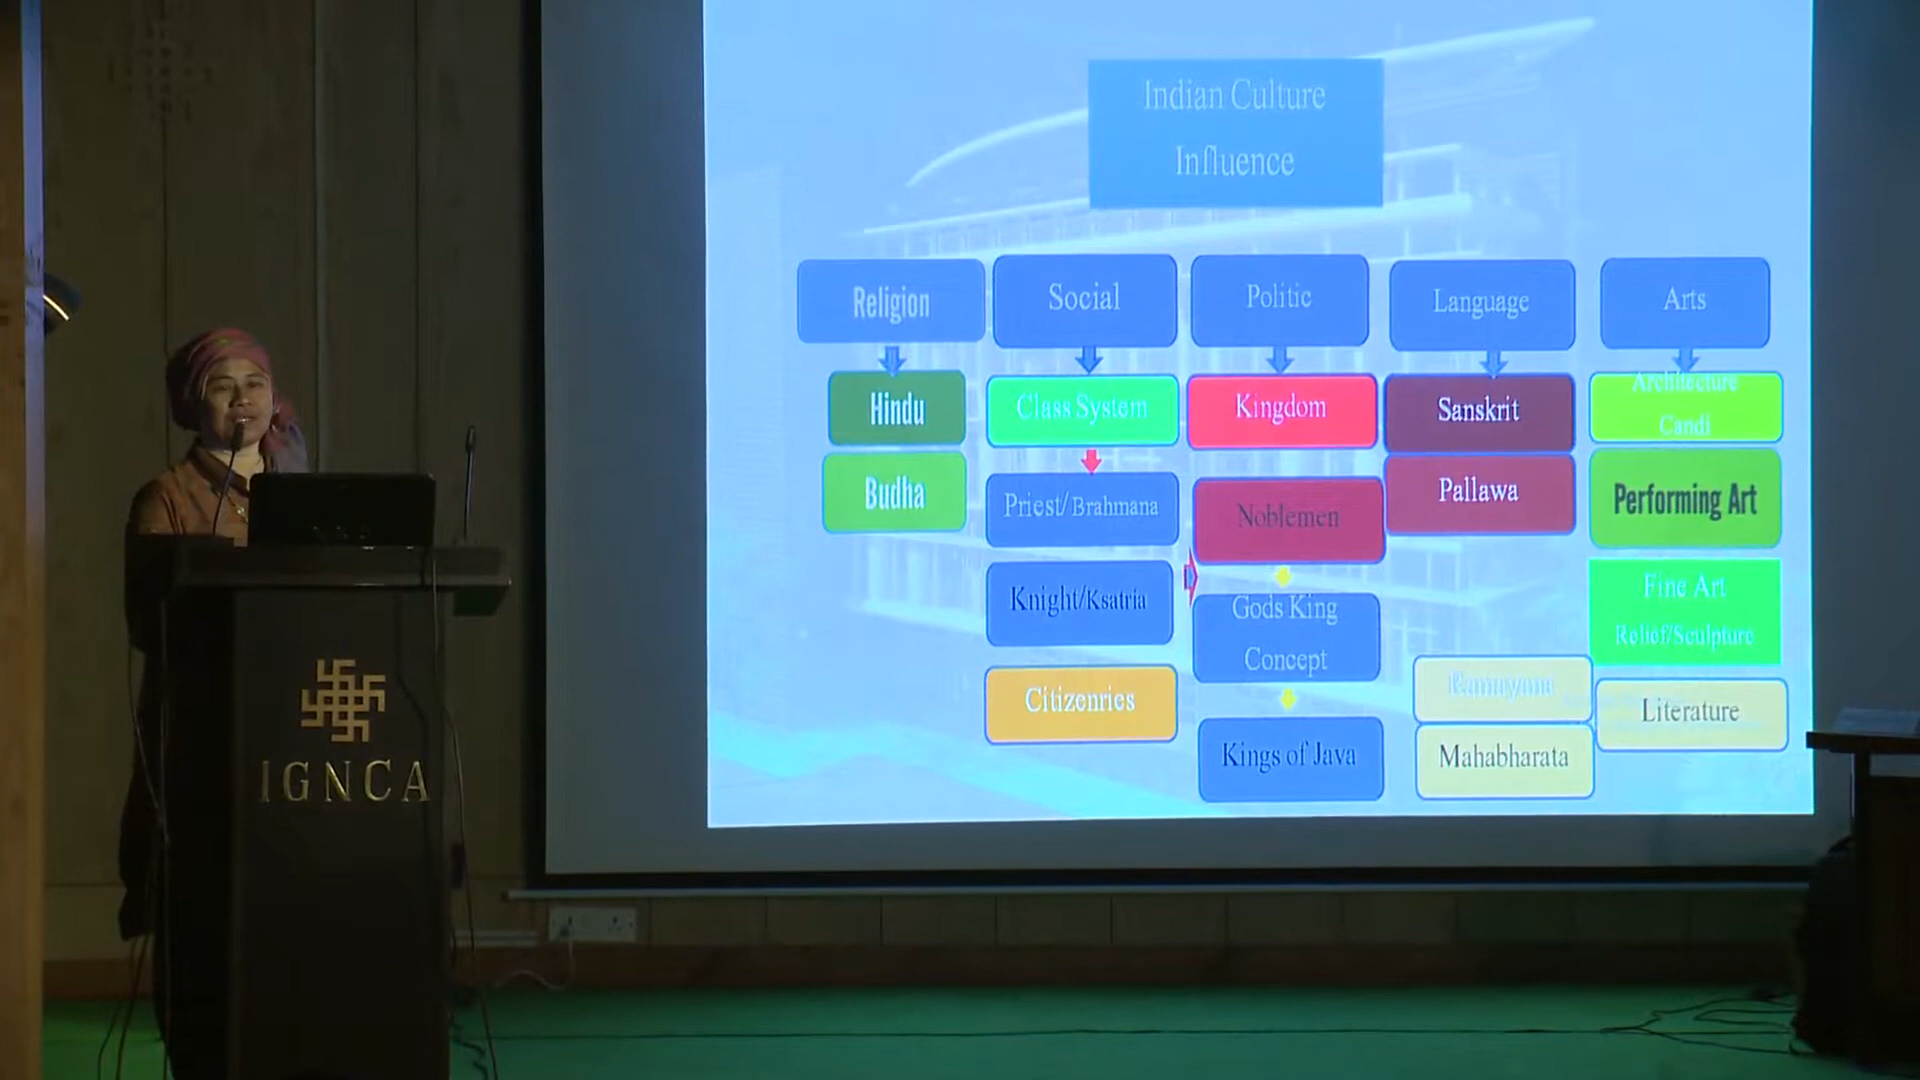 Indian Culture
Influence
Religion
Social
Politic
Language
Arts
Hindu
Budha
Class System
Priest/Brahmana
Knight/Ksatria
Citizenries
Kingdom
Noblemen
Gods King
Concept
Kings of Java
Sanskrit
Pallawa
Ramayana
Mahabharata
Architecture
Candi
Performing Art
Fine Art
Relief/Sculpture
Literature
IGNCA